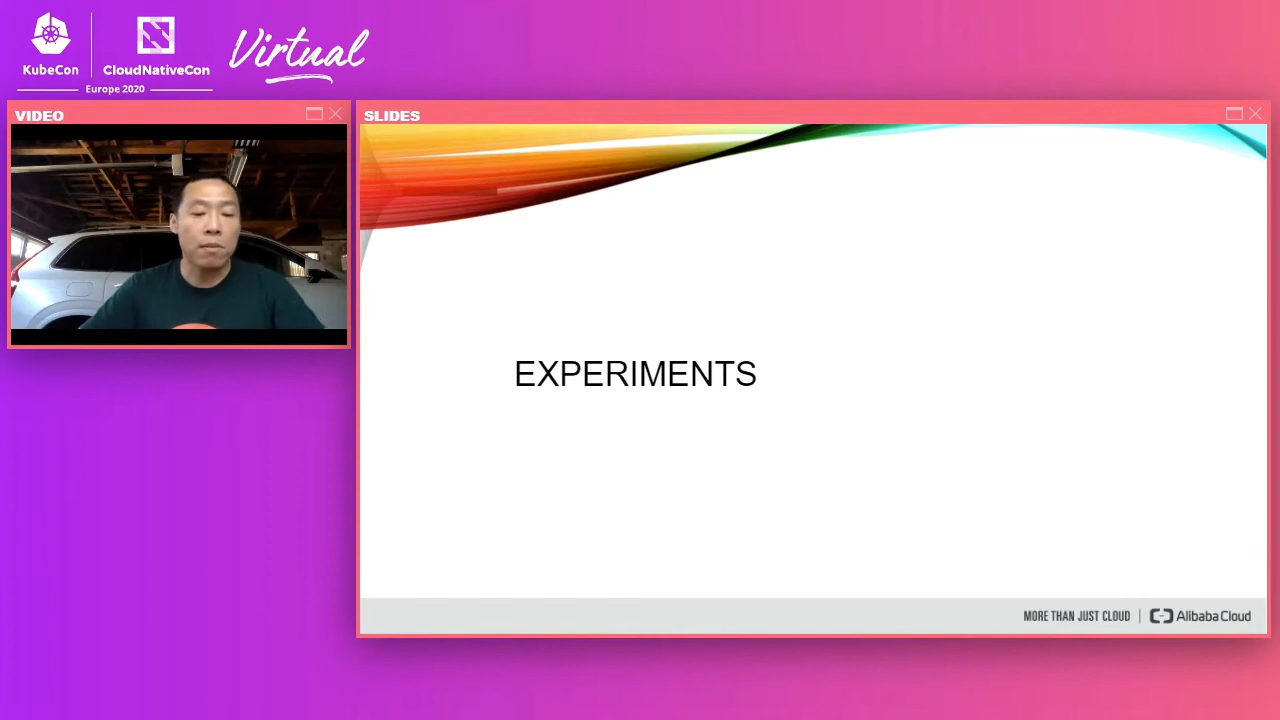 KubeCon
CloudNativeCon
Europe 2020
Virtual
VIDEO
SLIDES
EXPERIMENTS
MORE THAN JUST CLOUD
Alibaba Cloud